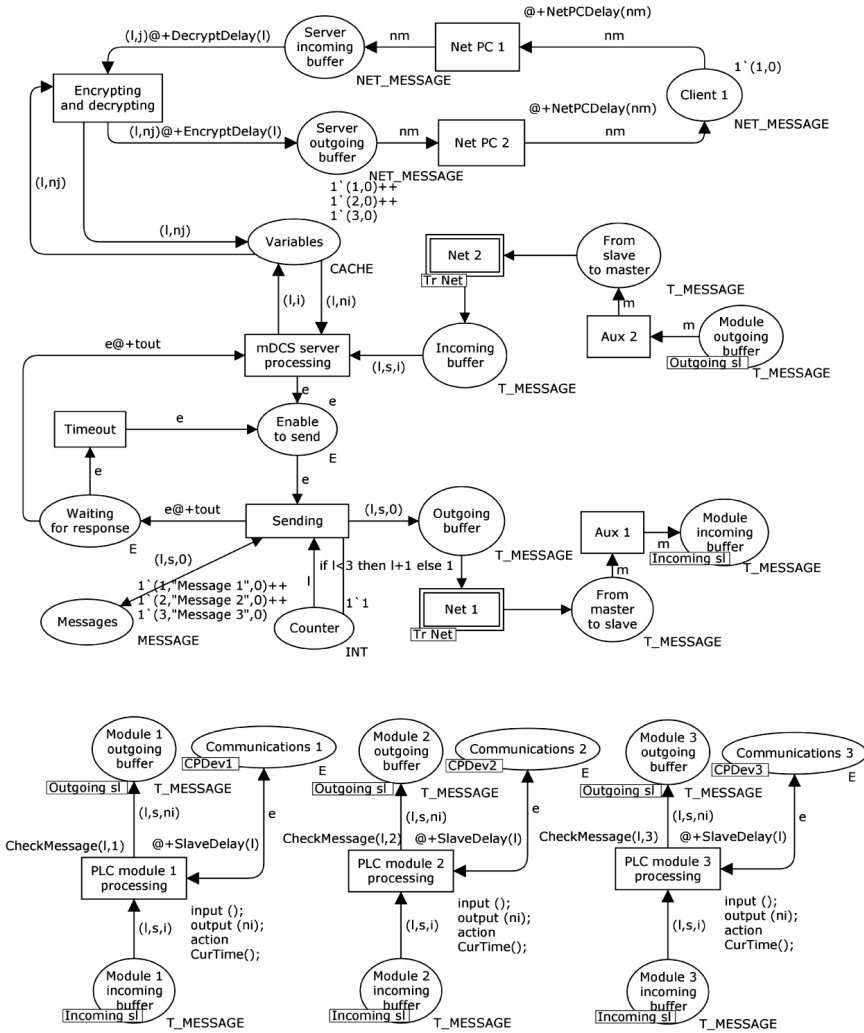 @+NetPCDelay(nm)
(l,j)@+DecryptDelay(l)
Server
incoming
buffer
nm
Net PC 1
nm
1`(1,0)
NET_MESSAGE
Encrypting
and decrypting
Client 1
@+NetPCDelay(nm)
(l,nj)@+EncryptDelay(l)
Server
outgoing
buffer
nm
Net PC 2
nm
NET_MESSAGE
NET_MESSAGE
1`(1,0)++
1`(2,0)++
1`(3,0)
(l,nj)
(l,nj)
Variables
CACHE
Net 2
Tr Net
From
slave
to master
T_MESSAGE
(l,i)
(l,ni)
m
Aux 2
m
Module
outgoing
buffer
Outgoing sl
T_MESSAGE
e@+tout
mDCS server
processing
(l,s,i)
Incoming
buffer
T_MESSAGE
e
e
Timeout
e
Enable
to send
E
e
e
Waiting
for response
E
e@+tout
Sending
(l,s,0)
Outgoing
buffer
T_MESSAGE
Aux 1
m
Module
incoming
buffer
Incoming sl
T_MESSAGE
(l,s,0)
if l<3 then l+1 else 1
l
m
1`(1,"Message 1",0)++
1`(2,"Message 2",0)++
1`(3,"Message 3",0)
1`1
Messages
MESSAGE
Counter
INT
Net 1
Tr Net
From
master
to slave
T_MESSAGE
Module 1
outgoing
buffer
Outgoing sl
T_MESSAGE
Communications 1
CPDev1
E
(l,s,ni)
e
CheckMessage(l,1)
@+SlaveDelay(l)
PLC module 1
processing
(l,s,i)
input ();
output (ni);
action
CurTime();
Module 1
incoming
buffer
Incoming sl
T_MESSAGE
Module 2
outgoing
buffer
Outgoing sl
T_MESSAGE
Communications 2
CPDev2
E
(l,s,ni)
e
CheckMessage(l,2)
@+SlaveDelay(l)
PLC module 2
processing
(l,s,i)
input ();
output (ni);
action
CurTime();
Module 2
incoming
buffer
Incoming sl
T_MESSAGE
Module 3
outgoing
buffer
Outgoing sl
T_MESSAGE
Communications 3
CPDev3
E
(l,s,ni)
e
CheckMessage(l,3)
@+SlaveDelay(l)
PLC module 3
processing
(l,s,i)
input ();
output (ni);
action
CurTime();
Module 3
incoming
buffer
Incoming sl
T_MESSAGE